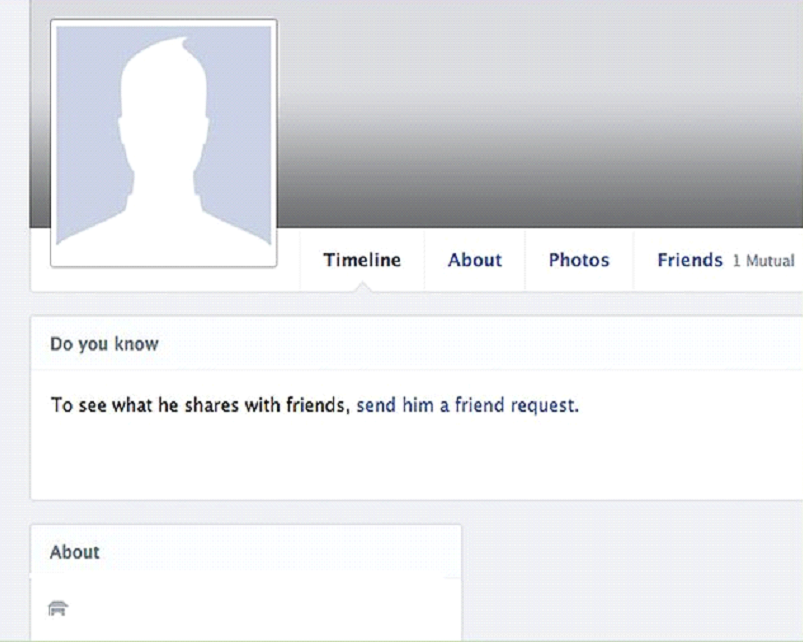 Timeline About Photos Friends 1 Mutual
Do you know
To see what he shares with friends, send him a friend request.
About